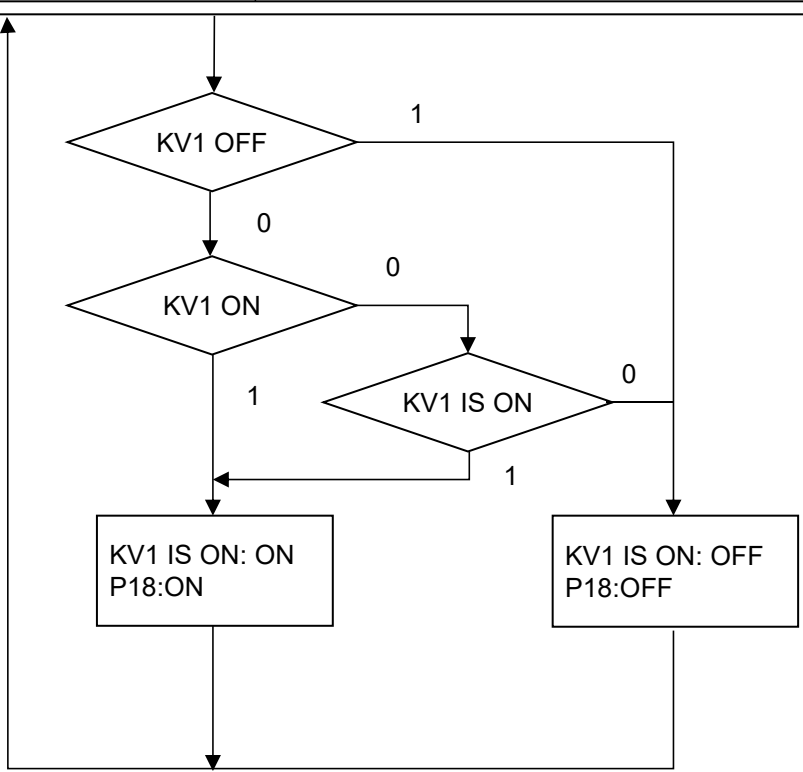 KV1 OFF
1
0
KV1 ON
0
KV1 IS ON
0
1
1
KV1 IS ON: ON
P18:ON
KV1 IS ON: OFF
P18:OFF